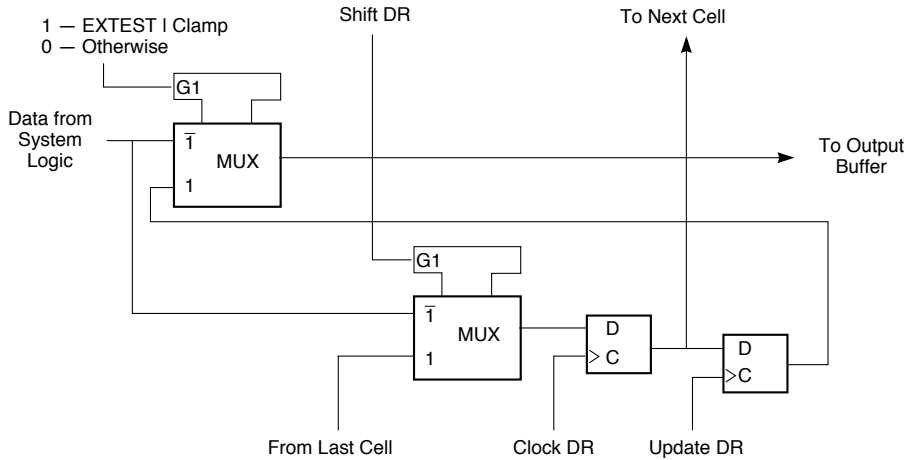 Shift DR
To Next Cell
1 — EXTEST | Clamp
0 — Otherwise
G1
Data from
System
Logic
1̅
MUX
1
To Output
Buffer
G1
1̅
MUX
1
D
C
D
C
From Last Cell
Clock DR
Update DR